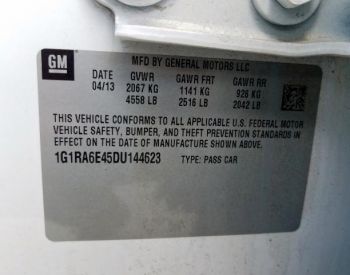 GM
MFD BY GENERAL MOTORS LLC
DATE GVWR GAWR FRT GAWR RR
04/13 2067 KG 1141 KG 926 KG
4558 LB 2516 LB 2042 LB
THIS VEHICLE CONFORMS TO ALL APPLICABLE U.S. FEDERAL MOTOR
VEHICLE SAFETY, BUMPER, AND THEFT PREVENTION STANDARDS IN
EFFECT ON THE DATE OF MANUFACTURE SHOWN ABOVE.
1G1RA6E45DU144623 TYPE: PASS CAR